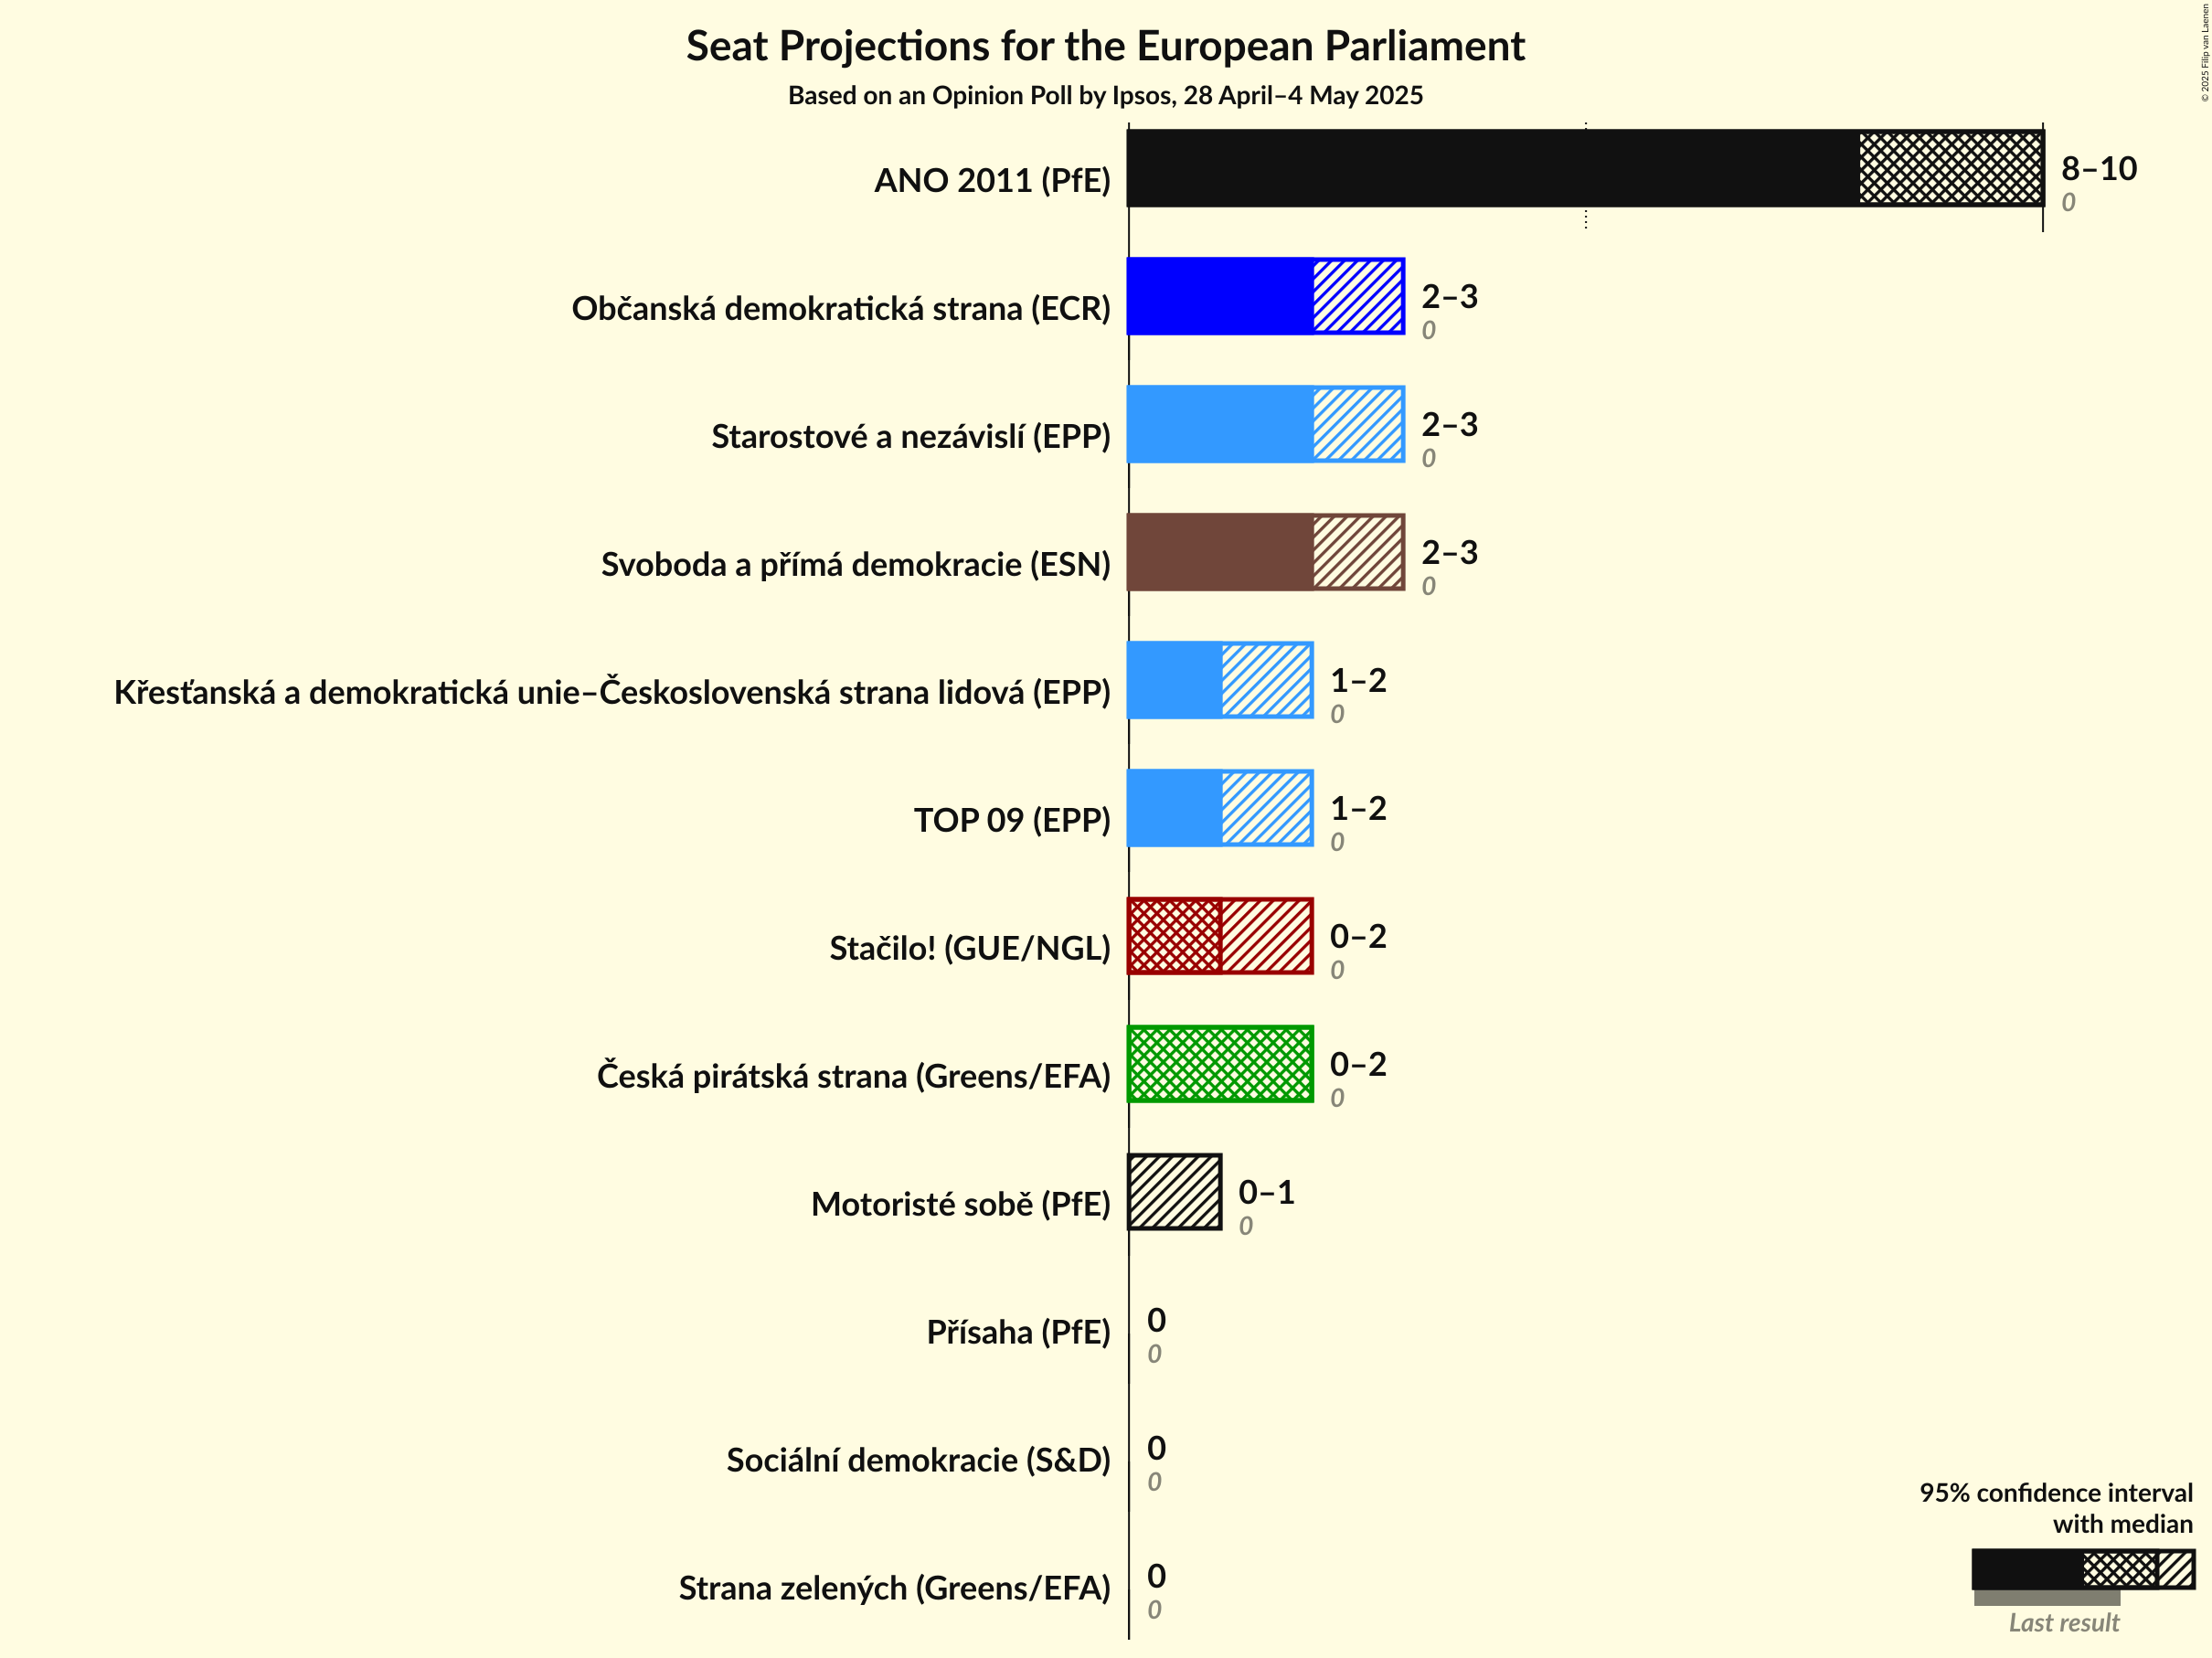 Seat Projections for the European Parliament
Based on an Opinion Poll by Ipsos, 28 April–4 May 2025
© 2025 Filip van Laenen
ANO 2011 (PfE)
8–10
0
Občanská demokratická strana (ECR)
2–3
0
Starostové a nezávislí (EPP)
2–3
0
Svoboda a přímá demokracie (ESN)
2–3
0
Křesťanská a demokratická unie–Československá strana lidová (EPP)
1–2
0
TOP 09 (EPP)
1–2
0
Stačilo! (GUE/NGL)
0–2
0
Česká pirátská strana (Greens/EFA)
0–2
0
Motoristé sobě (PfE)
0–1
0
Přísaha (PfE)
0
0
Sociální demokracie (S&D)
0
0
Strana zelených (Greens/EFA)
0
0
95% confidence interval
with median
Last result